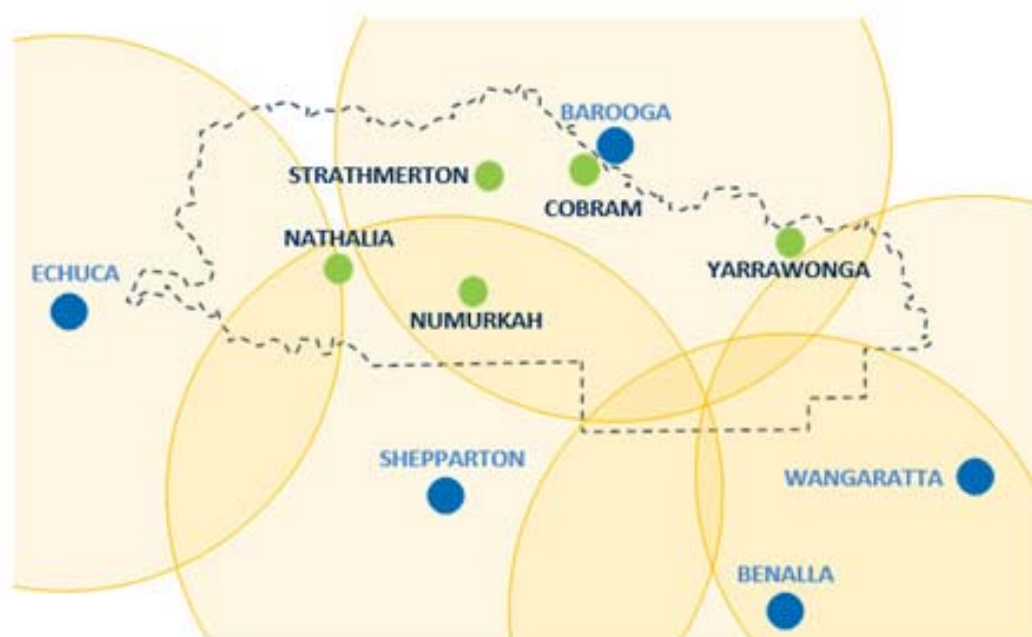 BAROOGA
STRATHMERTON
COBRAM
NATHALIA
ECHUCA
YARRAWONGA
NUMURKAH
SHEPPARTON
WANGARATTA
BENALLA